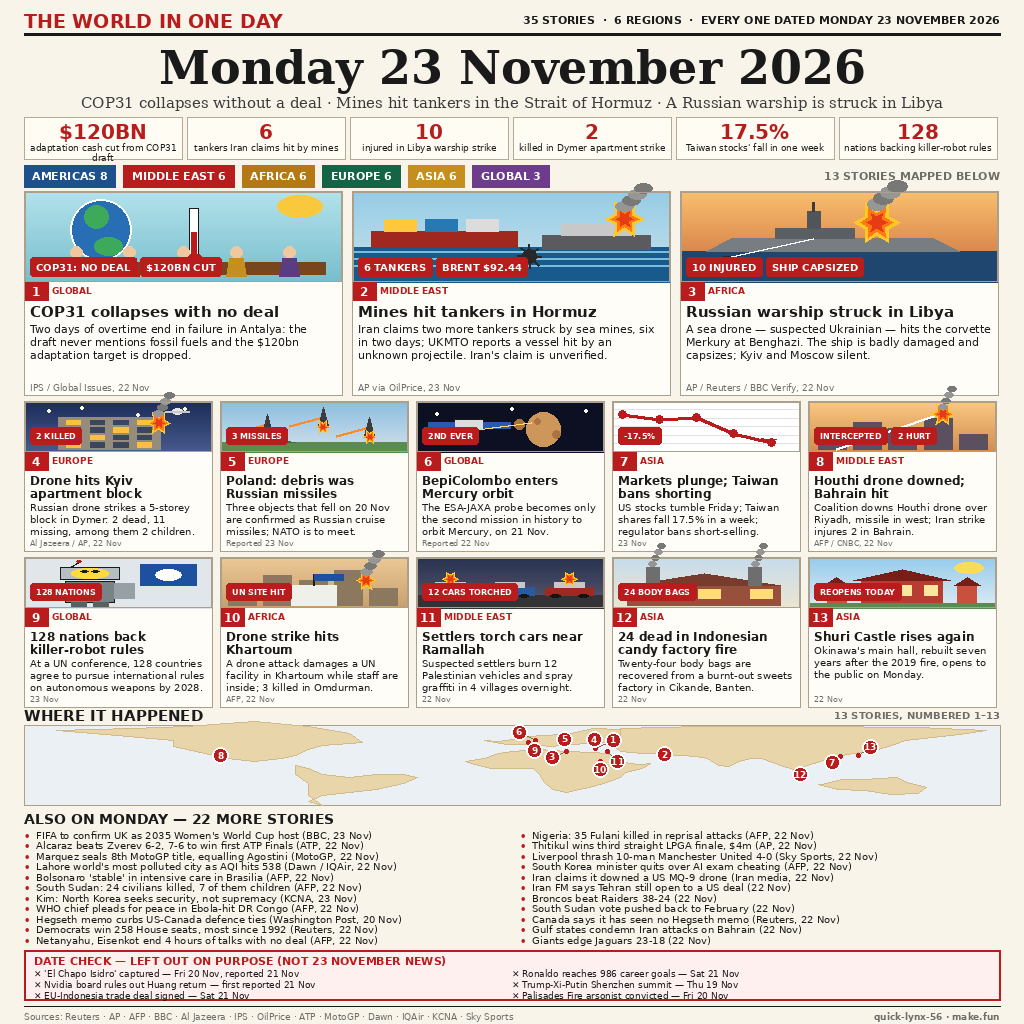 THE WORLD IN ONE DAY
35 STORIES · 6 REGIONS · EVERY ONE DATED MONDAY 23 NOVEMBER 2026
Monday 23 November 2026
COP31 collapses without a deal · Mines hit tankers in the Strait of Hormuz · A Russian warship is struck in Libya
$120BN
adaptation cash cut from COP31
draft
6
tankers Iran claims hit by mines
10
injured in Libya warship strike
2
killed in Dymer apartment strike
17.5%
Taiwan stocks' fall in one week
128
nations backing killer-robot rules
AMERICAS 8
MIDDLE EAST 6
AFRICA 6
EUROPE 6
ASIA 6
GLOBAL 3
13 STORIES MAPPED BELOW
COP31: NO DEAL
$120BN CUT
1 GLOBAL
COP31 collapses with no deal
Two days of overtime end in failure in Antalya: the
draft never mentions fossil fuels and the $120bn
adaptation target is dropped.
IPS / Global Issues, 22 Nov
6 TANKERS
BRENT $92.44
2 MIDDLE EAST
Mines hit tankers in Hormuz
Iran claims two more tankers struck by sea mines, six
in two days; UKMTO reports a vessel hit by an
unknown projectile. Iran's claim is unverified.
AP via OilPrice, 23 Nov
10 INJURED
SHIP CAPSIZED
3 AFRICA
Russian warship struck in Libya
A sea drone — suspected Ukrainian — hits the corvette
Merkury at Benghazi. The ship is badly damaged and
capsizes; Kyiv and Moscow silent.
AP / Reuters / BBC Verify, 22 Nov
2 KILLED
4 EUROPE
Drone hits Kyiv
apartment block
Russian drone strikes a 5-storey
block in Dymer: 2 dead, 11
missing, among them 2 children.
Al Jazeera / AP, 22 Nov
3 MISSILES
5 EUROPE
Poland: debris was
Russian missiles
Three objects that fell on 20 Nov
are confirmed as Russian cruise
missiles; NATO is to meet.
Reported 23 Nov
2ND EVER
6 GLOBAL
BepiColombo enters
Mercury orbit
The ESA-JAXA probe becomes only
the second mission in history to
orbit Mercury, on 21 Nov.
Reported 22 Nov
-17.5%
7 ASIA
Markets plunge; Taiwan
bans shorting
US stocks tumble Friday; Taiwan
shares fall 17.5% in a week;
regulator bans short-selling.
23 Nov
INTERCEPTED
2 HURT
8 MIDDLE EAST
Houthi drone downed;
Bahrain hit
Coalition downs Houthi drone over
Riyadh, missile in west; Iran strike
injures 2 in Bahrain.
AFP / CNBC, 22 Nov
128 NATIONS
9 GLOBAL
128 nations back
killer-robot rules
At a UN conference, 128 countries
agree to pursue international rules
on autonomous weapons by 2028.
23 Nov
UN SITE HIT
10 AFRICA
Drone strike hits
Khartoum
A drone attack damages a UN
facility in Khartoum while staff are
inside; 3 killed in Omdurman.
AFP, 22 Nov
12 CARS TORCHED
11 MIDDLE EAST
Settlers torch cars near
Ramallah
Suspected settlers burn 12
Palestinian vehicles and spray
graffiti in 4 villages overnight.
22 Nov
24 BODY BAGS
12 ASIA
24 dead in Indonesian
candy factory fire
Twenty-four body bags are
recovered from a burnt-out sweets
factory in Cikande, Banten.
22 Nov
REOPENS TODAY
13 ASIA
Shuri Castle rises again
Okinawa's main hall, rebuilt seven
years after the 2019 fire, opens to
the public on Monday.
22 Nov
WHERE IT HAPPENED
13 STORIES, NUMBERED 1–13
8
6
9
3
5
4
1
10
11
2
12
7
13
ALSO ON MONDAY — 22 MORE STORIES
• FIFA to confirm UK as 2035 Women's World Cup host (BBC, 23 Nov)
• Alcaraz beats Zverev 6-2, 7-6 to win first ATP Finals (ATP, 22 Nov)
• Marquez seals 8th MotoGP title, equalling Agostini (MotoGP, 22 Nov)
• Lahore world's most polluted city as AQI hits 538 (Dawn / IQAir, 22 Nov)
• Bolsonaro 'stable' in intensive care in Brasilia (AFP, 22 Nov)
• South Sudan: 24 civilians killed, 7 of them children (AFP, 22 Nov)
• Kim: North Korea seeks security, not supremacy (KCNA, 23 Nov)
• WHO chief pleads for peace in Ebola-hit DR Congo (AFP, 22 Nov)
• Hegseth memo curbs US-Canada defence ties (Washington Post, 20 Nov)
• Democrats win 258 House seats, most since 1992 (Reuters, 22 Nov)
• Netanyahu, Eisenkot end 4 hours of talks with no deal (AFP, 22 Nov)
• Nigeria: 35 Fulani killed in reprisal attacks (AFP, 22 Nov)
• Thitikul wins third straight LPGA finale, $4m (AP, 22 Nov)
• Liverpool thrash 10-man Manchester United 4-0 (Sky Sports, 22 Nov)
• South Korea minister quits over AI exam cheating (AFP, 22 Nov)
• Iran claims it downed a US MQ-9 drone (Iran media, 22 Nov)
• Iran FM says Tehran still open to a US deal (22 Nov)
• Broncos beat Raiders 38-24 (22 Nov)
• South Sudan vote pushed back to February (22 Nov)
• Canada says it has seen no Hegseth memo (Reuters, 22 Nov)
• Gulf states condemn Iran attacks on Bahrain (22 Nov)
• Giants edge Jaguars 23-18 (22 Nov)
DATE CHECK — LEFT OUT ON PURPOSE (NOT 23 NOVEMBER NEWS)
✕ 'El Chapo Isidro' captured — Fri 20 Nov, reported 21 Nov
✕ Nvidia board rules out Huang return — first reported 21 Nov
✕ EU-Indonesia trade deal signed — Sat 21 Nov
✕ Ronaldo reaches 986 career goals — Sat 21 Nov
✕ Trump-Xi-Putin Shenzhen summit — Thu 19 Nov
✕ Palisades Fire arsonist convicted — Fri 20 Nov
Sources: Reuters · AP · AFP · BBC · Al Jazeera · IPS · OilPrice · ATP · MotoGP · Dawn · IQAir · KCNA · Sky Sports
quick-lynx-56 · make.fun